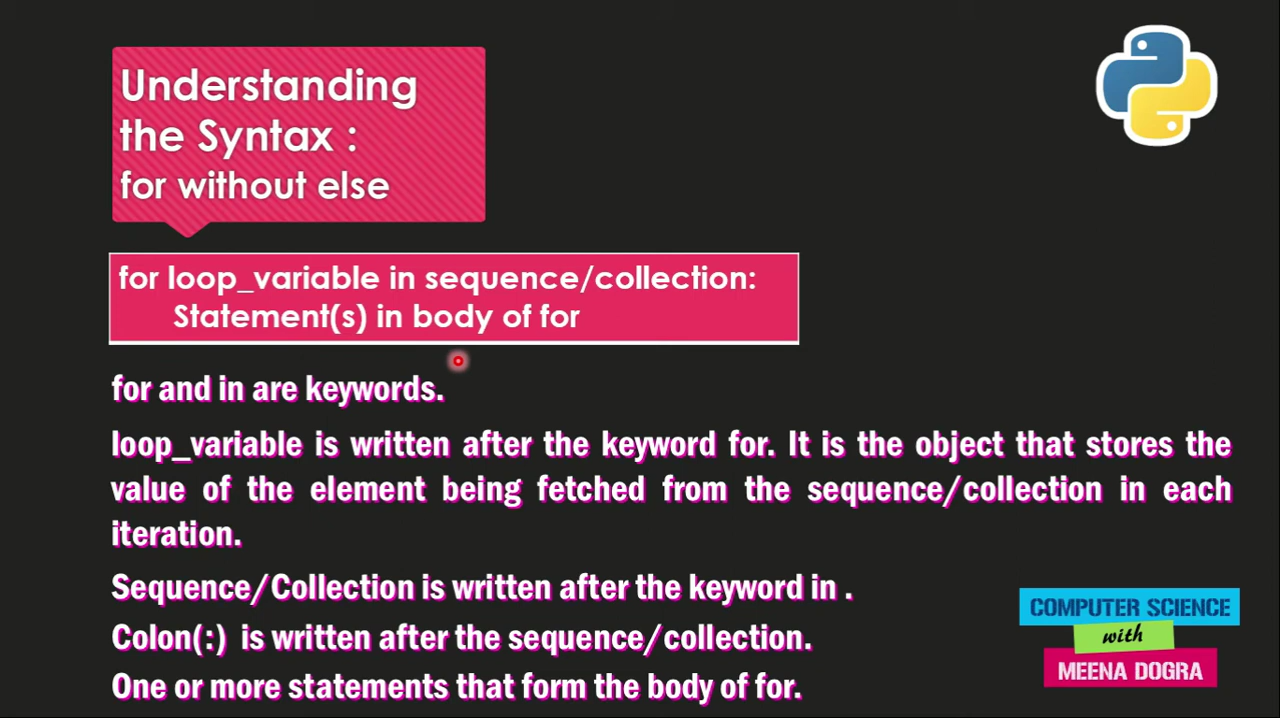 Understanding
the Syntax :
for without else
for loop_variable in sequence/collection:
Statement(s) in body of for
for and in are keywords.
loop_variable is written after the keyword for. It is the object that stores the
value of the element being fetched from the sequence/collection in each
iteration.
Sequence/Collection is written after the keyword in .
Colon(:) is written after the sequence/collection.
One or more statements that form the body of for.
COMPUTER SCIENCE
with
MEENA DOGRA